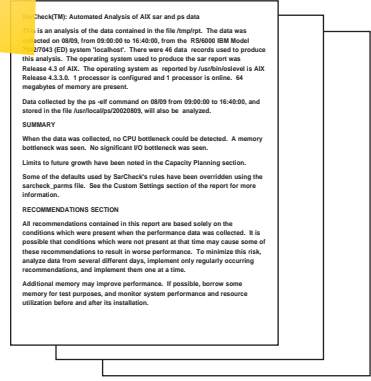 SarCheck(TM): Automated Analysis of AIX sar and ps data
This is an analysis of the data contained in the file /tmp/rpt. The data was
collected on 08/09, from 09:00:00 to 16:40:00, from the RS/6000 IBM Model
7042/7043 (ED) system 'localhost'. There were 46 data records used to produce
this analysis. The operating system used to produce the sar report was
Release 4.3 of AIX. The operating system as reported by /usr/bin/oslevel is AIX
Release 4.3.3.0. 1 processor is configured and 1 processor is online. 64
megabytes of memory are present.
Data collected by the ps -elf command on 08/09 from 09:00:00 to 16:40:00, and
stored in the file /usr/local/ps/20020809, will also be analyzed.
SUMMARY
When the data was collected, no CPU bottleneck could be detected. A memory
bottleneck was seen. No significant I/O bottleneck was seen.
Limits to future growth have been noted in the Capacity Planning section.
Some of the defaults used by SarCheck's rules have been overridden using the
sarcheck_parms file. See the Custom Settings section of the report for more
information.
RECOMMENDATIONS SECTION
All recommendations contained in this report are based solely on the
conditions which were present when the performance data was collected. It is
possible that conditions which were not present at that time may cause some of
these recommendations to result in worse performance. To minimize this risk,
analyze data from several different days, implement only regularly occurring
recommendations, and implement them one at a time.
Additional memory may improve performance. If possible, borrow some
memory for test purposes, and monitor system performance and resource
utilization before and after its installation.